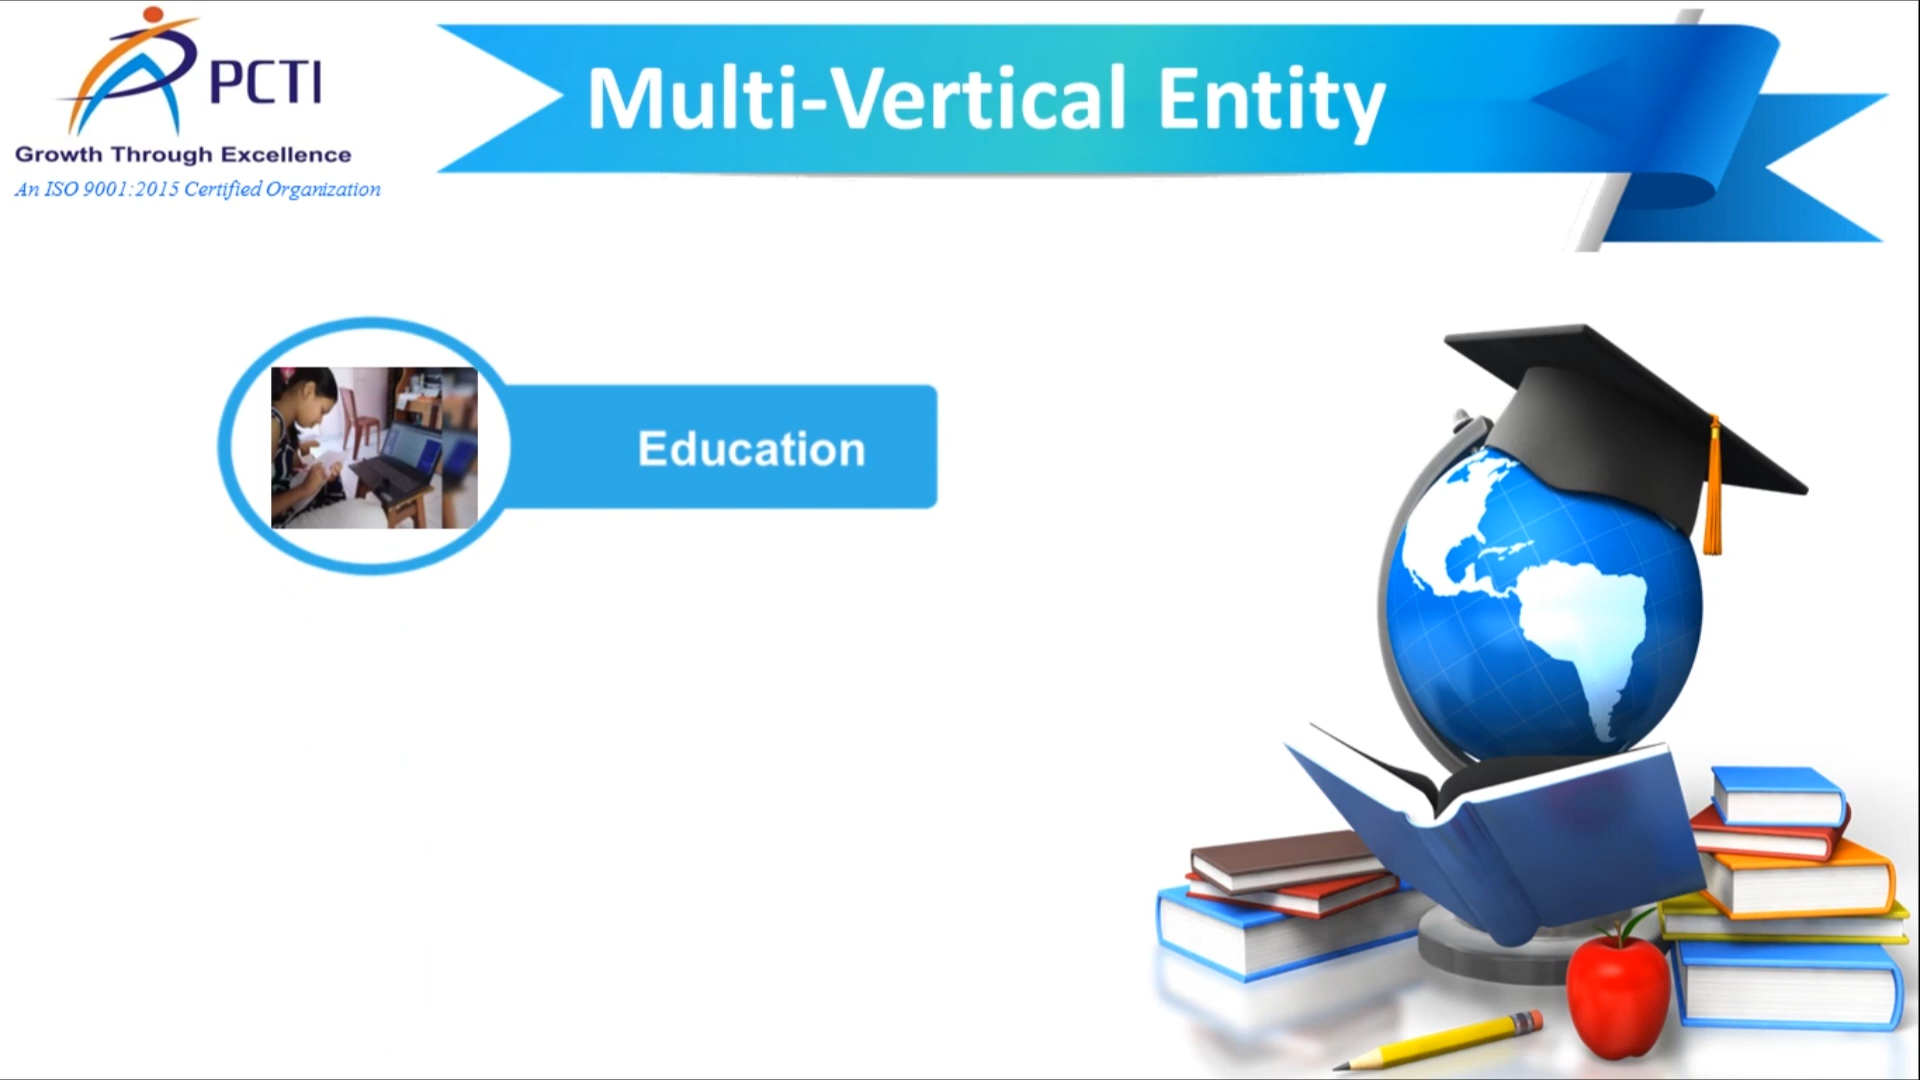 PCTI
Growth Through Excellence
An ISO 9001:2015 Certified Organization
Multi-Vertical Entity
Education